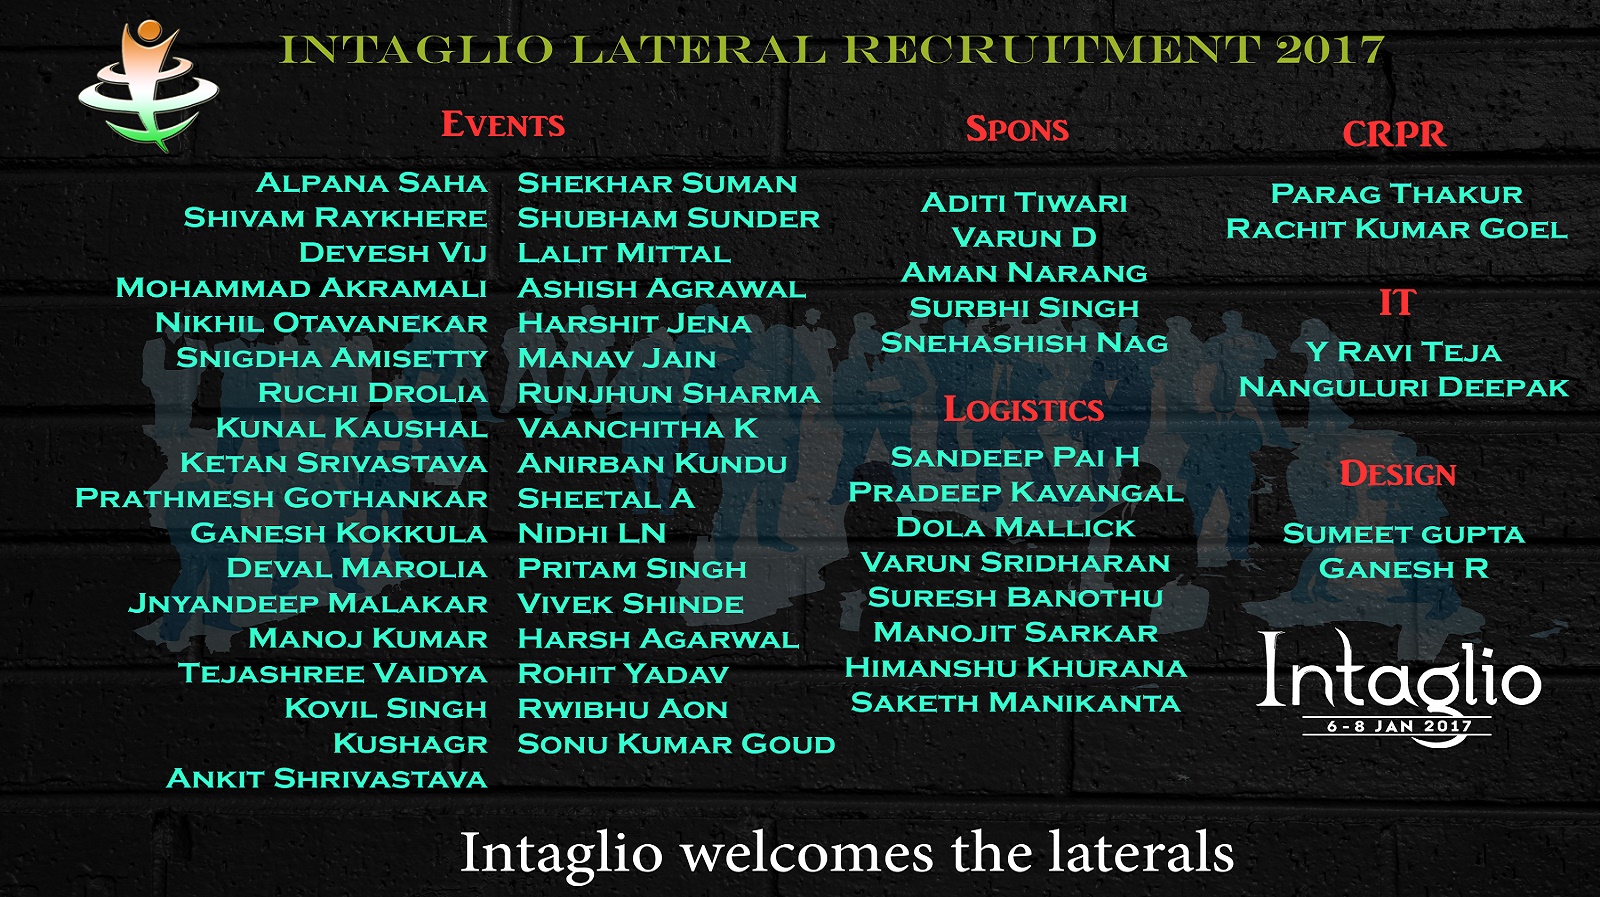 Intaglio Lateral Recruitment 2017
Events
Alpana Saha
Shivam Raykhere
Devesh Vij
Mohammad Akramali
Nikhil Otavanekar
Snigdha Amisetty
Ruchi Drolia
Kunal Kaushal
Ketan Srivastava
Prathmesh Gothankar
Ganesh Kokkula
Deval Marolia
Jnyandeep Malakar
Manoj Kumar
Tejashree Vaidya
Kovil Singh
Kushagr
Ankit Shrivastava
Shekhar Suman
Shubham Sunder
Lalit Mittal
Ashish Agrawal
Harshit Jena
Manav Jain
Runjhun Sharma
Vaanchitha K
Anirban Kundu
Sheetal A
Nidhi LN
Pritam Singh
Vivek Shinde
Harsh Agarwal
Rohit Yadav
Rwibhu Aon
Sonu Kumar Goud
Spons
Aditi Tiwari
Varun D
Aman Narang
Surbhi Singh
Snehashish Nag
Logistics
Sandeep Pai H
Pradeep Kavangal
Dola Mallick
Varun Sridharan
Suresh Banothu
Manojit Sarkar
Himanshu Khurana
Saketh Manikanta
CRPR
Parag Thakur
Rachit Kumar Goel
IT
Y Ravi Teja
Nanguluri Deepak
Design
Sumeet gupta
Ganesh R
Intaglio
6-8 JAN 2017
Intaglio welcomes the laterals